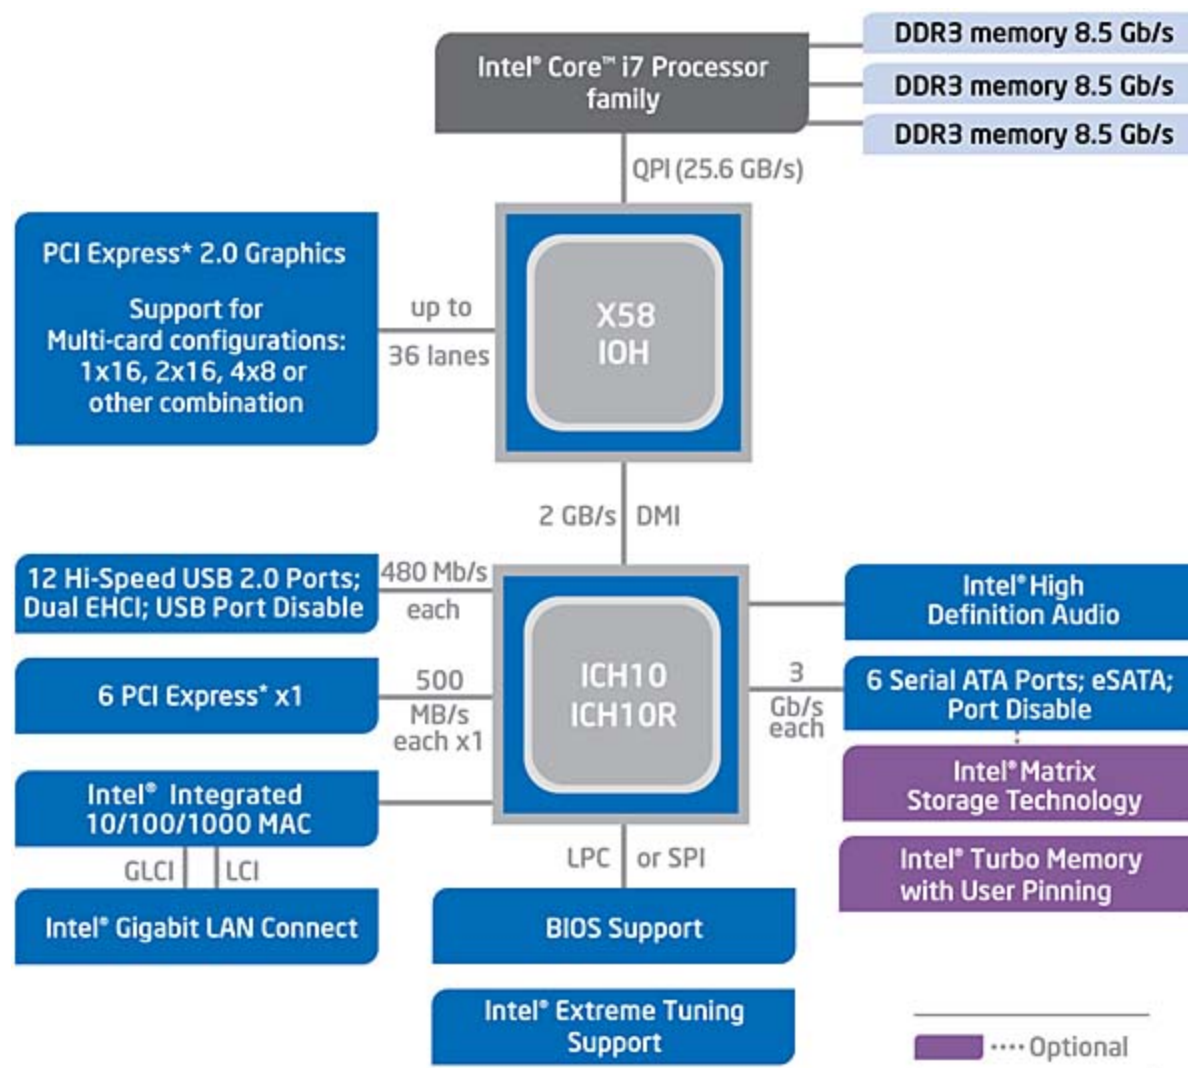 DDR3 memory 8.5 Gb/s
Intel® Core™ i7 Processor
family
DDR3 memory 8.5 Gb/s
DDR3 memory 8.5 Gb/s
QPI (25.6 GB/s)
PCI Express* 2.0 Graphics
Support for
Multi-card configurations:
1x16, 2x16, 4x8 or
other combination
up to
36 lanes
X58
IOH
2 GB/s DMI
12 Hi-Speed USB 2.0 Ports;
Dual EHCI; USB Port Disable
480 Mb/s
each
Intel® High
Definition Audio
6 PCI Express* x1
500
MB/s
each x1
ICH10
ICH10R
3
Gb/s
each
6 Serial ATA Ports; eSATA;
Port Disable
Intel® Matrix
Storage Technology
Intel® Integrated
10/100/1000 MAC
GLCI LCI
LPC or SPI
Intel® Turbo Memory
with User Pinning
Intel® Gigabit LAN Connect
BIOS Support
Intel® Extreme Tuning
Support
Optional